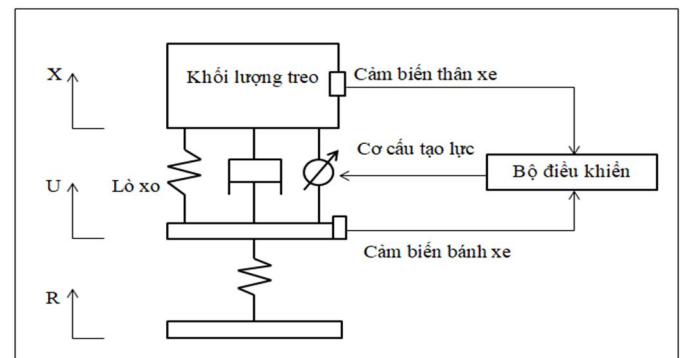 X
Khối lượng treo
Cảm biến thân xe
Cơ cấu tạo lực
Bộ điều khiển
U
Lò xo
Cảm biến bánh xe
R